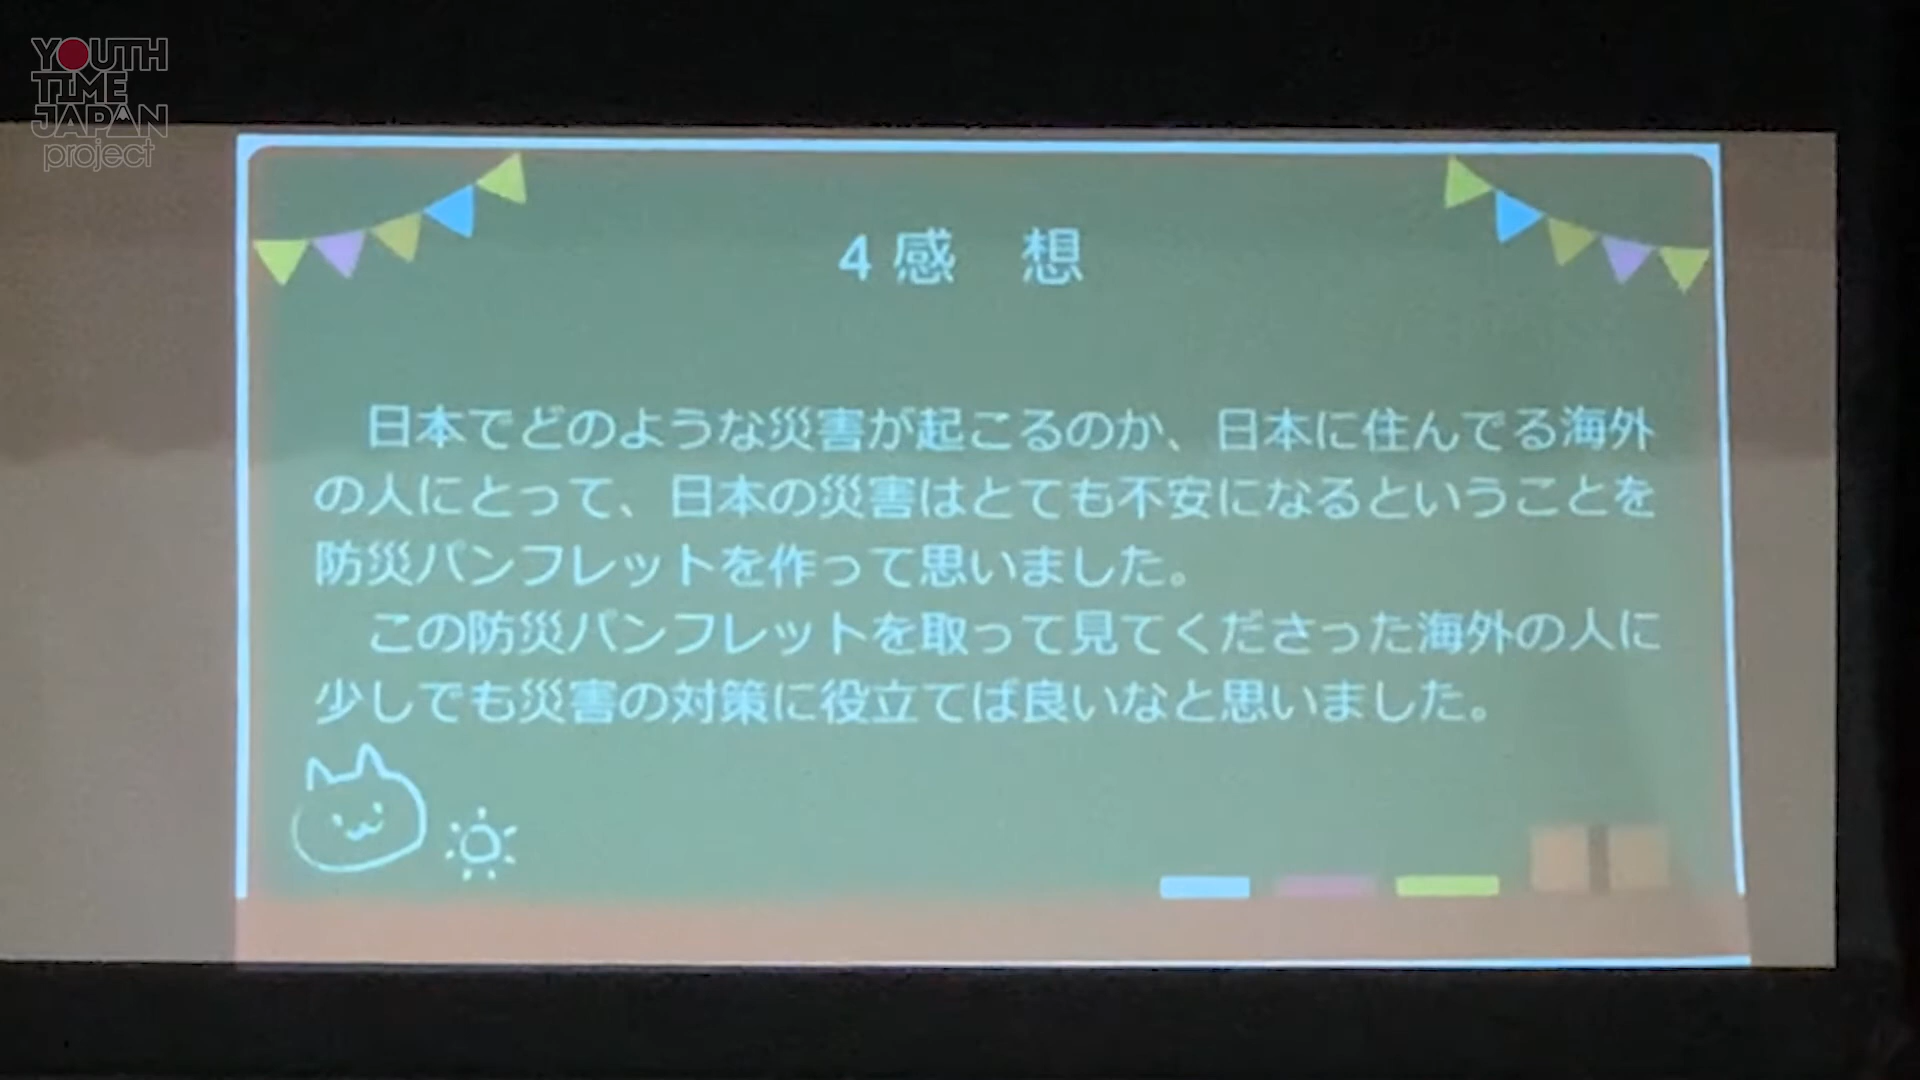 YOUTH
TIME
JAPAN
project
4 感　想
日本でどのような災害が起こるのか、日本に住んでる海外
の人にとって、日本の災害はとても不安になるということを
防災パンフレットを作って思いました。
この防災パンフレットを取って見てくださった海外の人に
少しでも災害の対策に役立てば良いなと思いました。